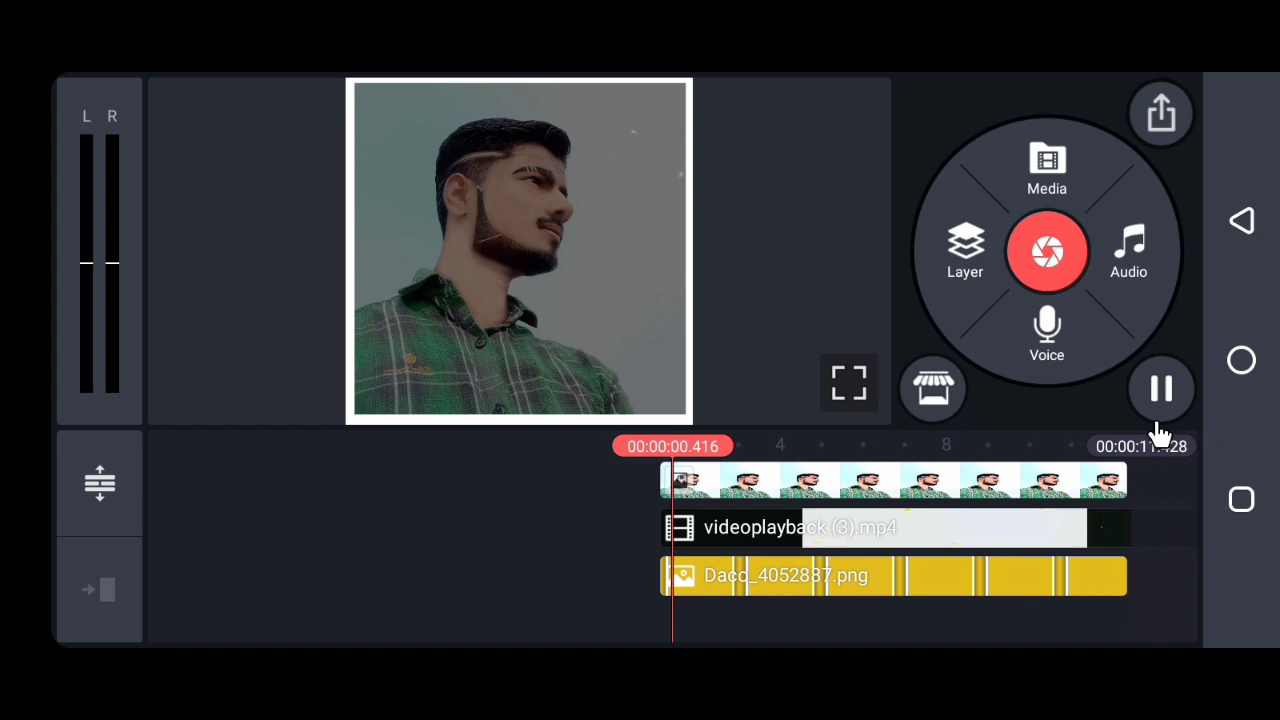 L R
Media
Layer
Audio
Voice
00:00:00.416 4 8 00:00:11.428
videoplayback (3).mp4
Daco_4052887.png